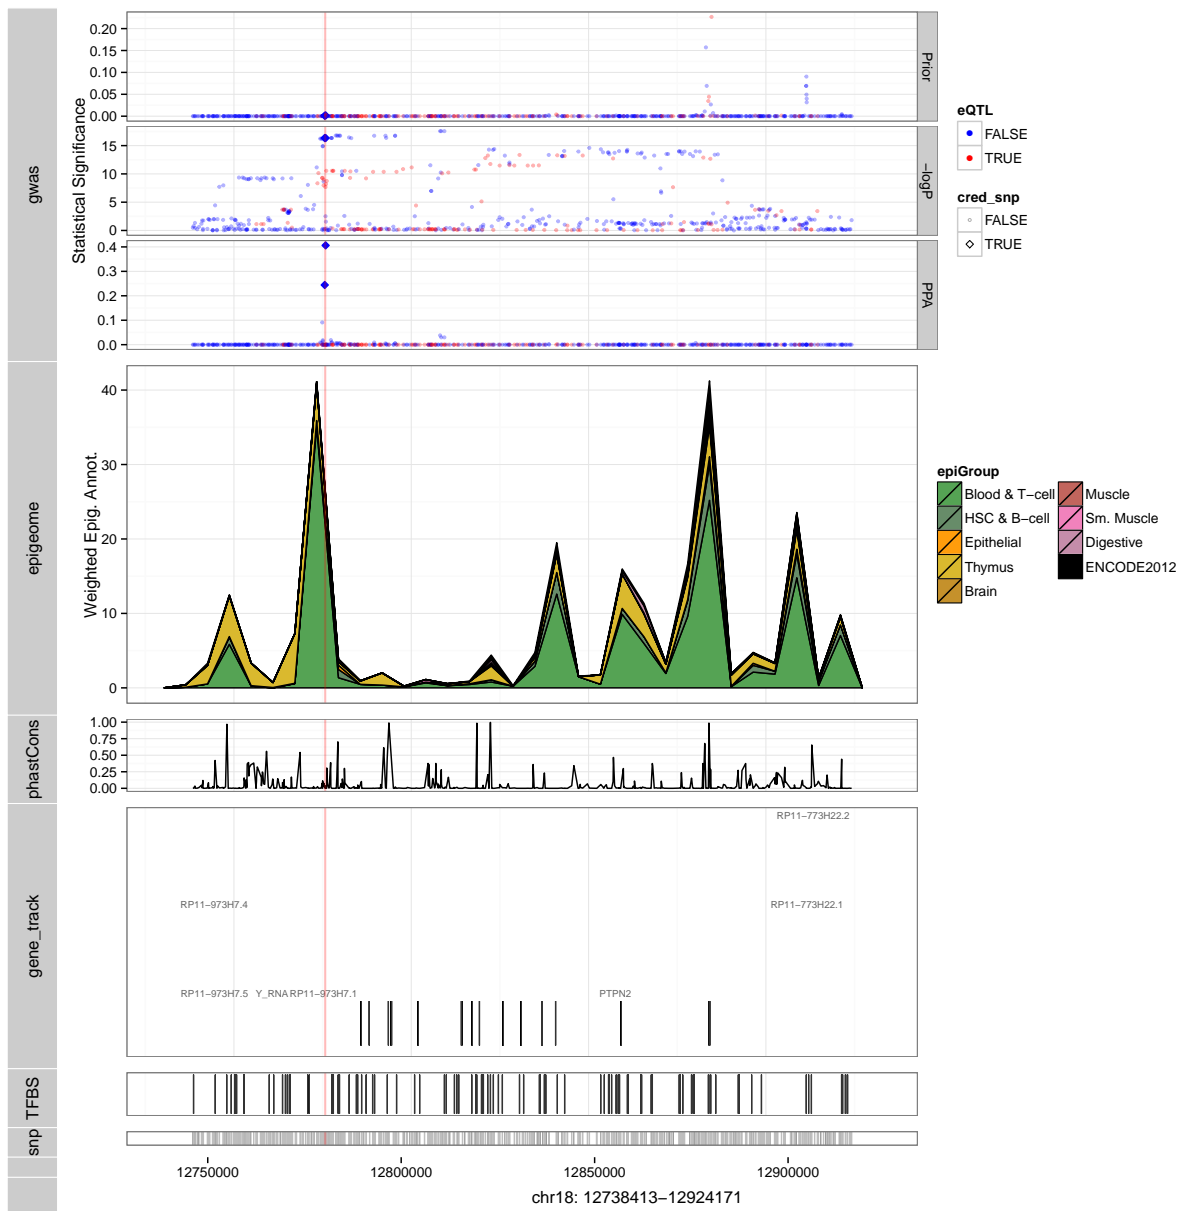 gwas
Statistical Significance
0.20
0.15
0.10
0.05
0.00
Prior
15
10
5
0
−logP
0.4
0.3
0.2
0.1
0.0
PPA
eQTL
FALSE
TRUE
cred_snp
FALSE
TRUE
epigeome
Weighted Epig. Annot.
40
30
20
10
0
epiGroup
Blood & T−cell
HSC & B−cell
Epithelial
Thymus
Brain
Muscle
Sm. Muscle
Digestive
ENCODE2012
phastCons
1.00
0.75
0.50
0.25
0.00
gene_track
RP11−773H22.2
RP11−973H7.4
RP11−773H22.1
RP11−973H7.5 Y_RNA RP11−973H7.1 PTPN2
TFBS
snp
12750000 12800000 12850000 12900000
chr18: 12738413−12924171